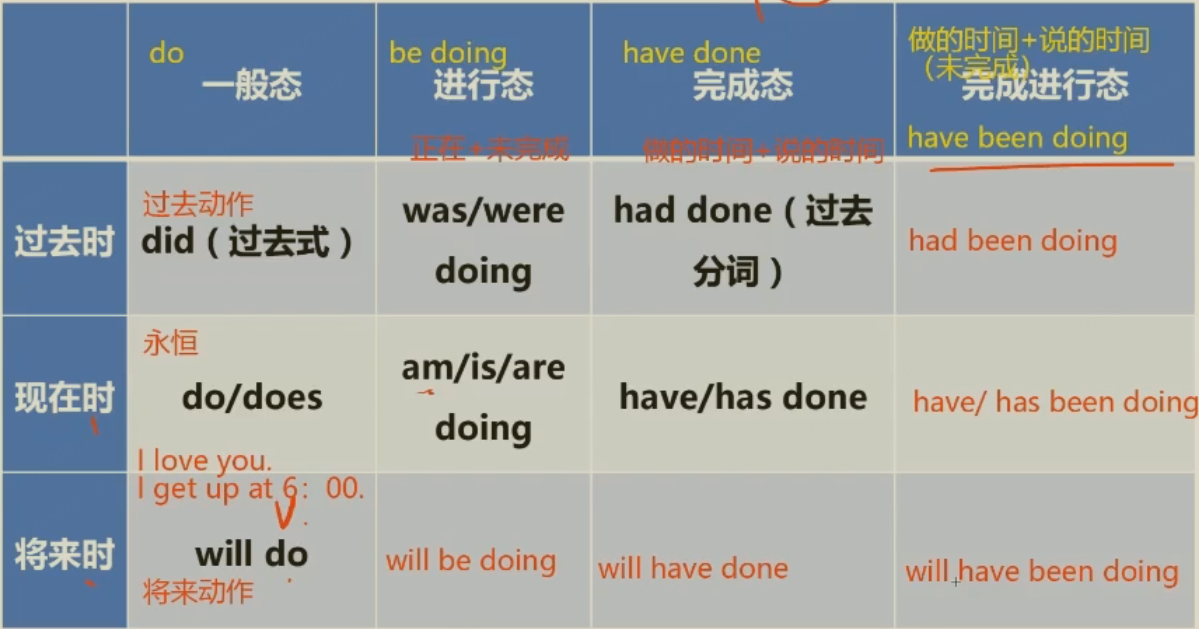 do
一般态
be doing
进行态
正在+未完成
have done
完成态
做的时间+说的时间
做的时间+说的时间
（未完成）
完成进行态
have been doing
过去时
过去动作
did（过去式）
was/were
doing
had done（过去
分词）
had been doing
现在时
永恒
do/does
I love you.
I get up at 6：00.
am/is/are
doing
have/has done
have/ has been doing
将来时
will do
将来动作
will be doing
will have done
will have been doing